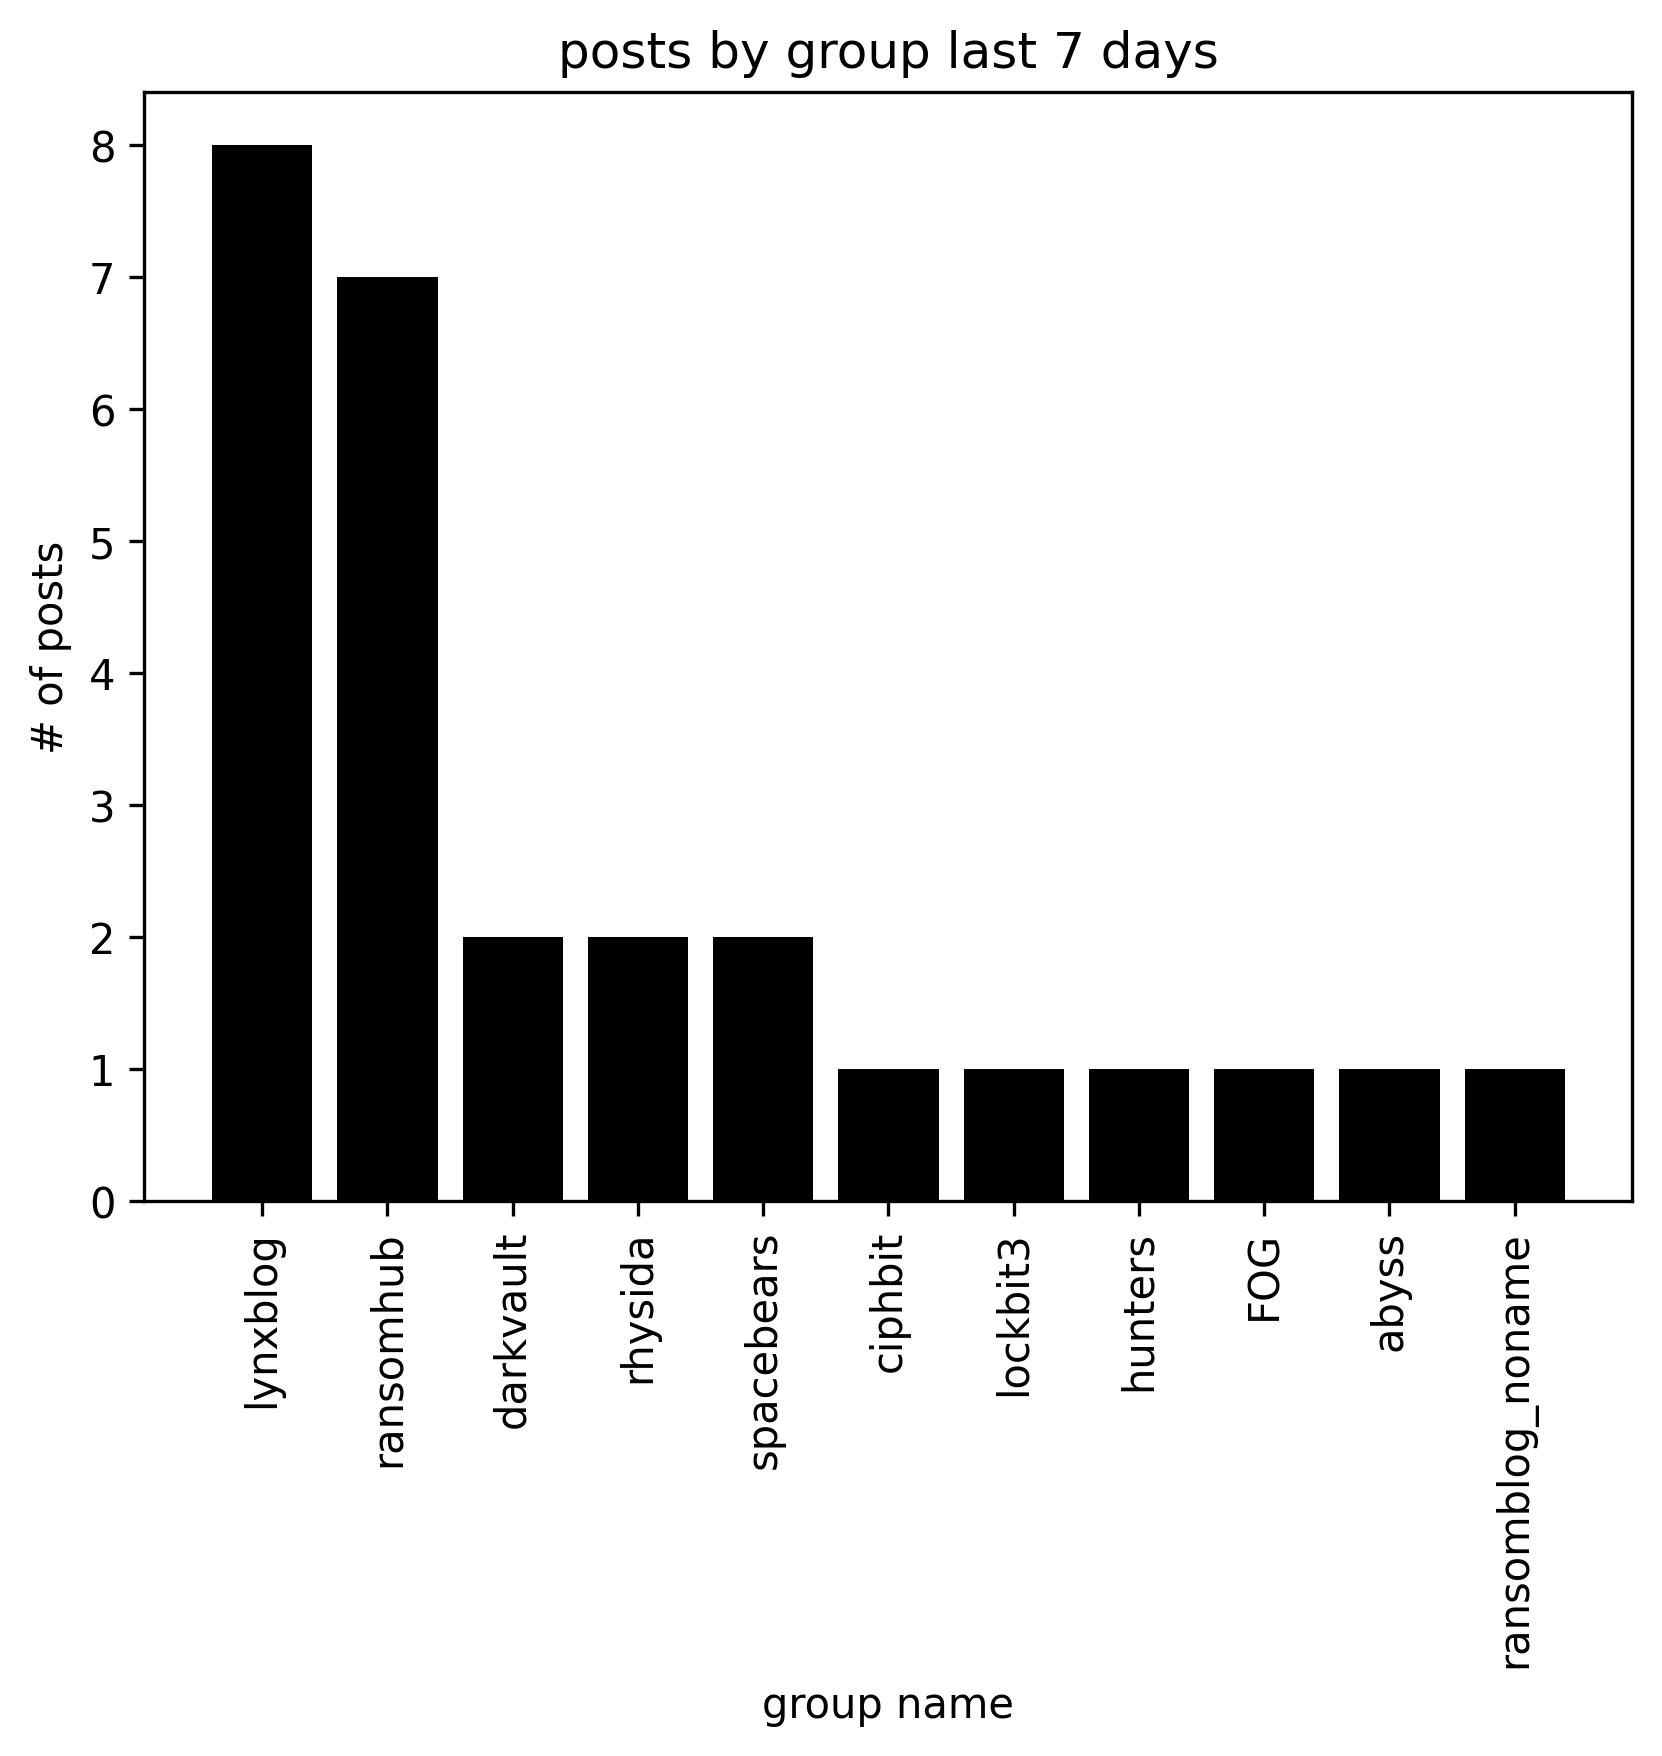 posts by group last 7 days
# of posts
8
7
6
5
4
3
2
1
0
lynxblog
ransomhub
darkvault
rhysida
spacebears
ciphbit
lockbit3
hunters
FOG
abyss
ransomblog_noname
group name